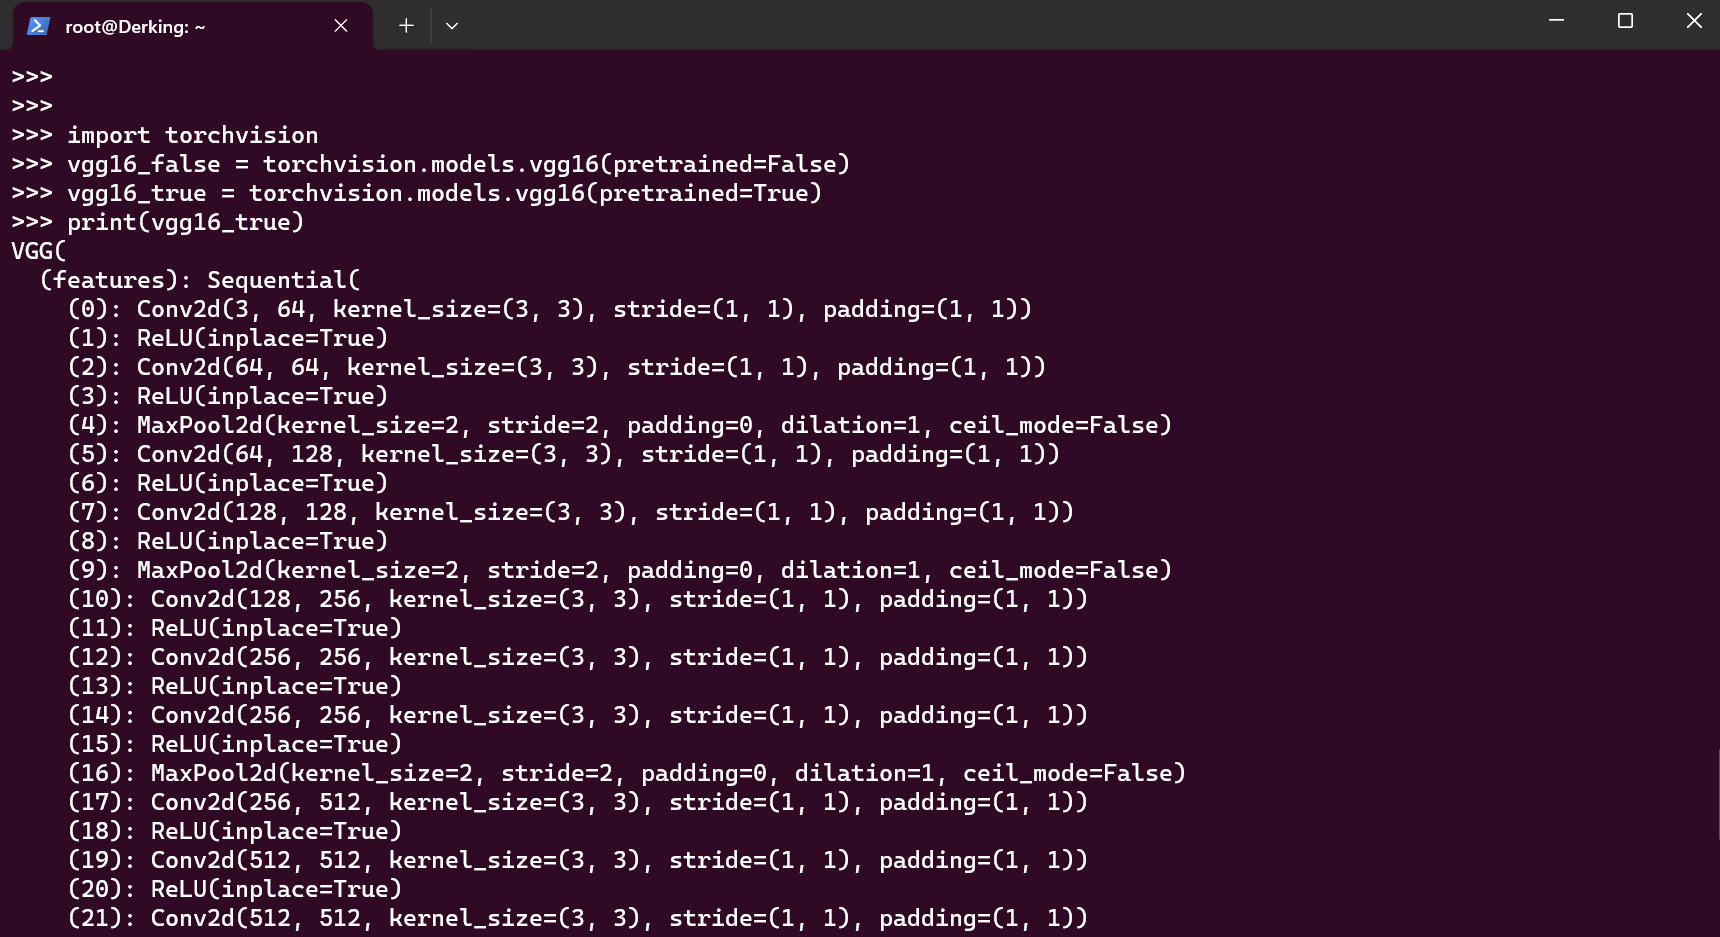 root@Derking: ~
>>>
>>>
>>> import torchvision
>>> vgg16_false = torchvision.models.vgg16(pretrained=False)
>>> vgg16_true = torchvision.models.vgg16(pretrained=True)
>>> print(vgg16_true)
VGG(
  (features): Sequential(
    (0): Conv2d(3, 64, kernel_size=(3, 3), stride=(1, 1), padding=(1, 1))
    (1): ReLU(inplace=True)
    (2): Conv2d(64, 64, kernel_size=(3, 3), stride=(1, 1), padding=(1, 1))
    (3): ReLU(inplace=True)
    (4): MaxPool2d(kernel_size=2, stride=2, padding=0, dilation=1, ceil_mode=False)
    (5): Conv2d(64, 128, kernel_size=(3, 3), stride=(1, 1), padding=(1, 1))
    (6): ReLU(inplace=True)
    (7): Conv2d(128, 128, kernel_size=(3, 3), stride=(1, 1), padding=(1, 1))
    (8): ReLU(inplace=True)
    (9): MaxPool2d(kernel_size=2, stride=2, padding=0, dilation=1, ceil_mode=False)
    (10): Conv2d(128, 256, kernel_size=(3, 3), stride=(1, 1), padding=(1, 1))
    (11): ReLU(inplace=True)
    (12): Conv2d(256, 256, kernel_size=(3, 3), stride=(1, 1), padding=(1, 1))
    (13): ReLU(inplace=True)
    (14): Conv2d(256, 256, kernel_size=(3, 3), stride=(1, 1), padding=(1, 1))
    (15): ReLU(inplace=True)
    (16): MaxPool2d(kernel_size=2, stride=2, padding=0, dilation=1, ceil_mode=False)
    (17): Conv2d(256, 512, kernel_size=(3, 3), stride=(1, 1), padding=(1, 1))
    (18): ReLU(inplace=True)
    (19): Conv2d(512, 512, kernel_size=(3, 3), stride=(1, 1), padding=(1, 1))
    (20): ReLU(inplace=True)
    (21): Conv2d(512, 512, kernel_size=(3, 3), stride=(1, 1), padding=(1, 1))